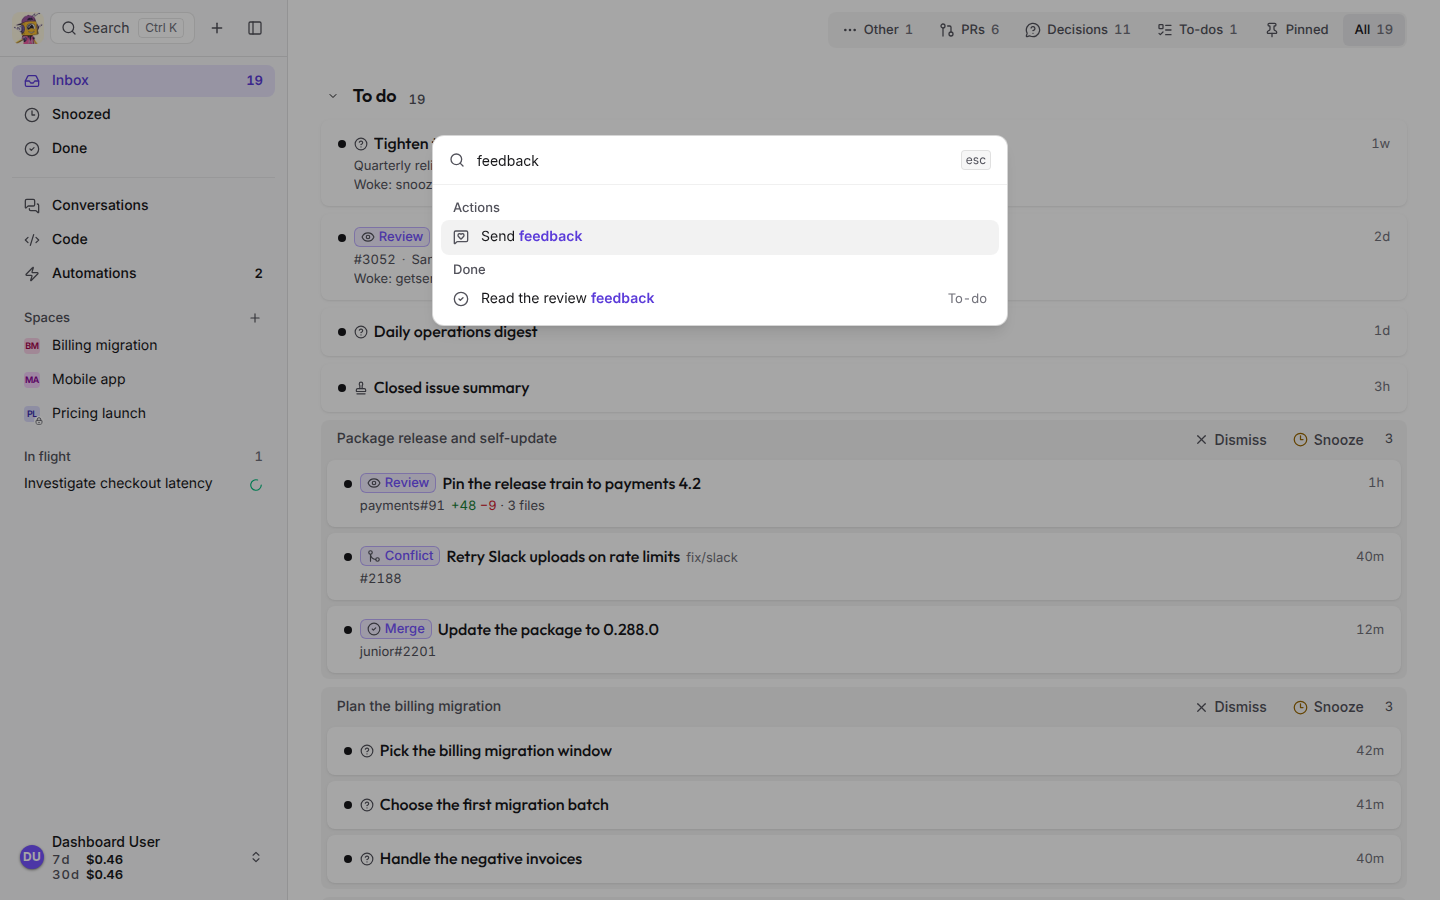 Search Ctrl K
Inbox 19
Snoozed
Done
Conversations
Code
Automations 2
Spaces
BM Billing migration
MA Mobile app
PL Pricing launch
In flight 1
Investigate checkout latency
DU Dashboard User
7d $0.46
30d $0.46
Other 1 PRs 6 Decisions 11 To-dos 1 Pinned All 19
To do 19
Tighten 1w
Quarterly reli
Woke: snooz
feedback esc
Actions
Send feedback
Done
Read the review feedback To-do
Review 2d
#3052 · Sar
Woke: getser
Daily operations digest 1d
Closed issue summary 3h
Package release and self-update Dismiss Snooze 3
Review Pin the release train to payments 4.2 1h
payments#91 +48 −9 · 3 files
Conflict Retry Slack uploads on rate limits fix/slack 40m
#2188
Merge Update the package to 0.288.0 12m
junior#2201
Plan the billing migration Dismiss Snooze 3
Pick the billing migration window 42m
Choose the first migration batch 41m
Handle the negative invoices 40m